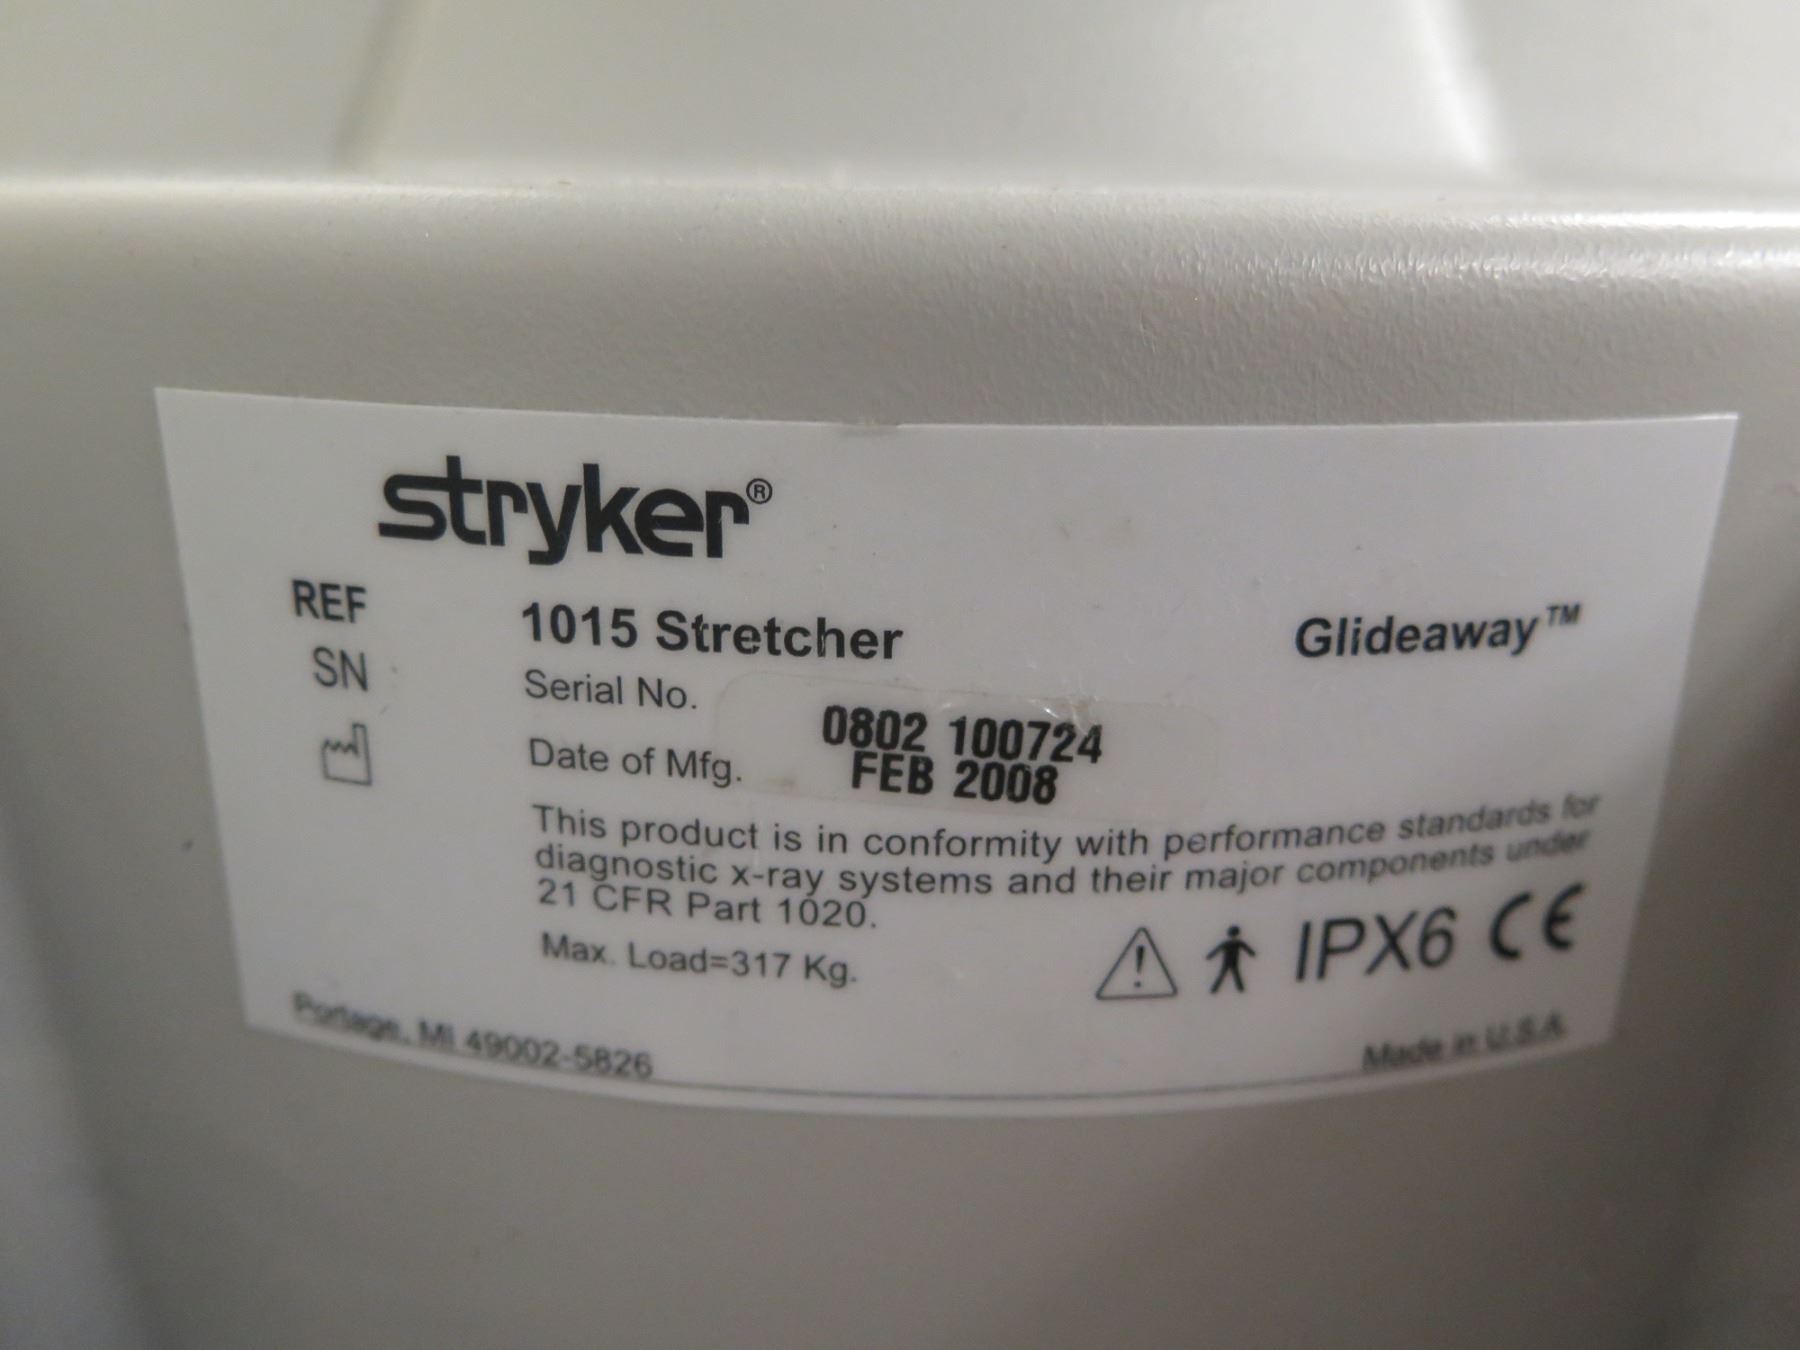 stryker®
REF 1015 Stretcher Glideaway™
SN Serial No. 0802 100724
Date of Mfg. FEB 2008
This product is in conformity with performance standards for
diagnostic x-ray systems and their major components under
21 CFR Part 1020.
Max. Load=317 Kg.
IPX6 CE
Portage, MI 49002-5826 Made in U.S.A.